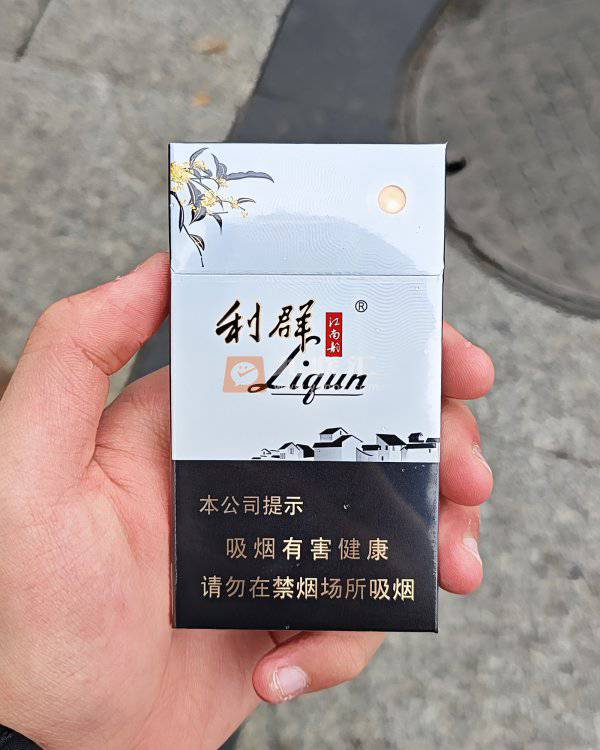 利群
江南韵
®
Liqun
本公司提示
吸烟有害健康
请勿在禁烟场所吸烟